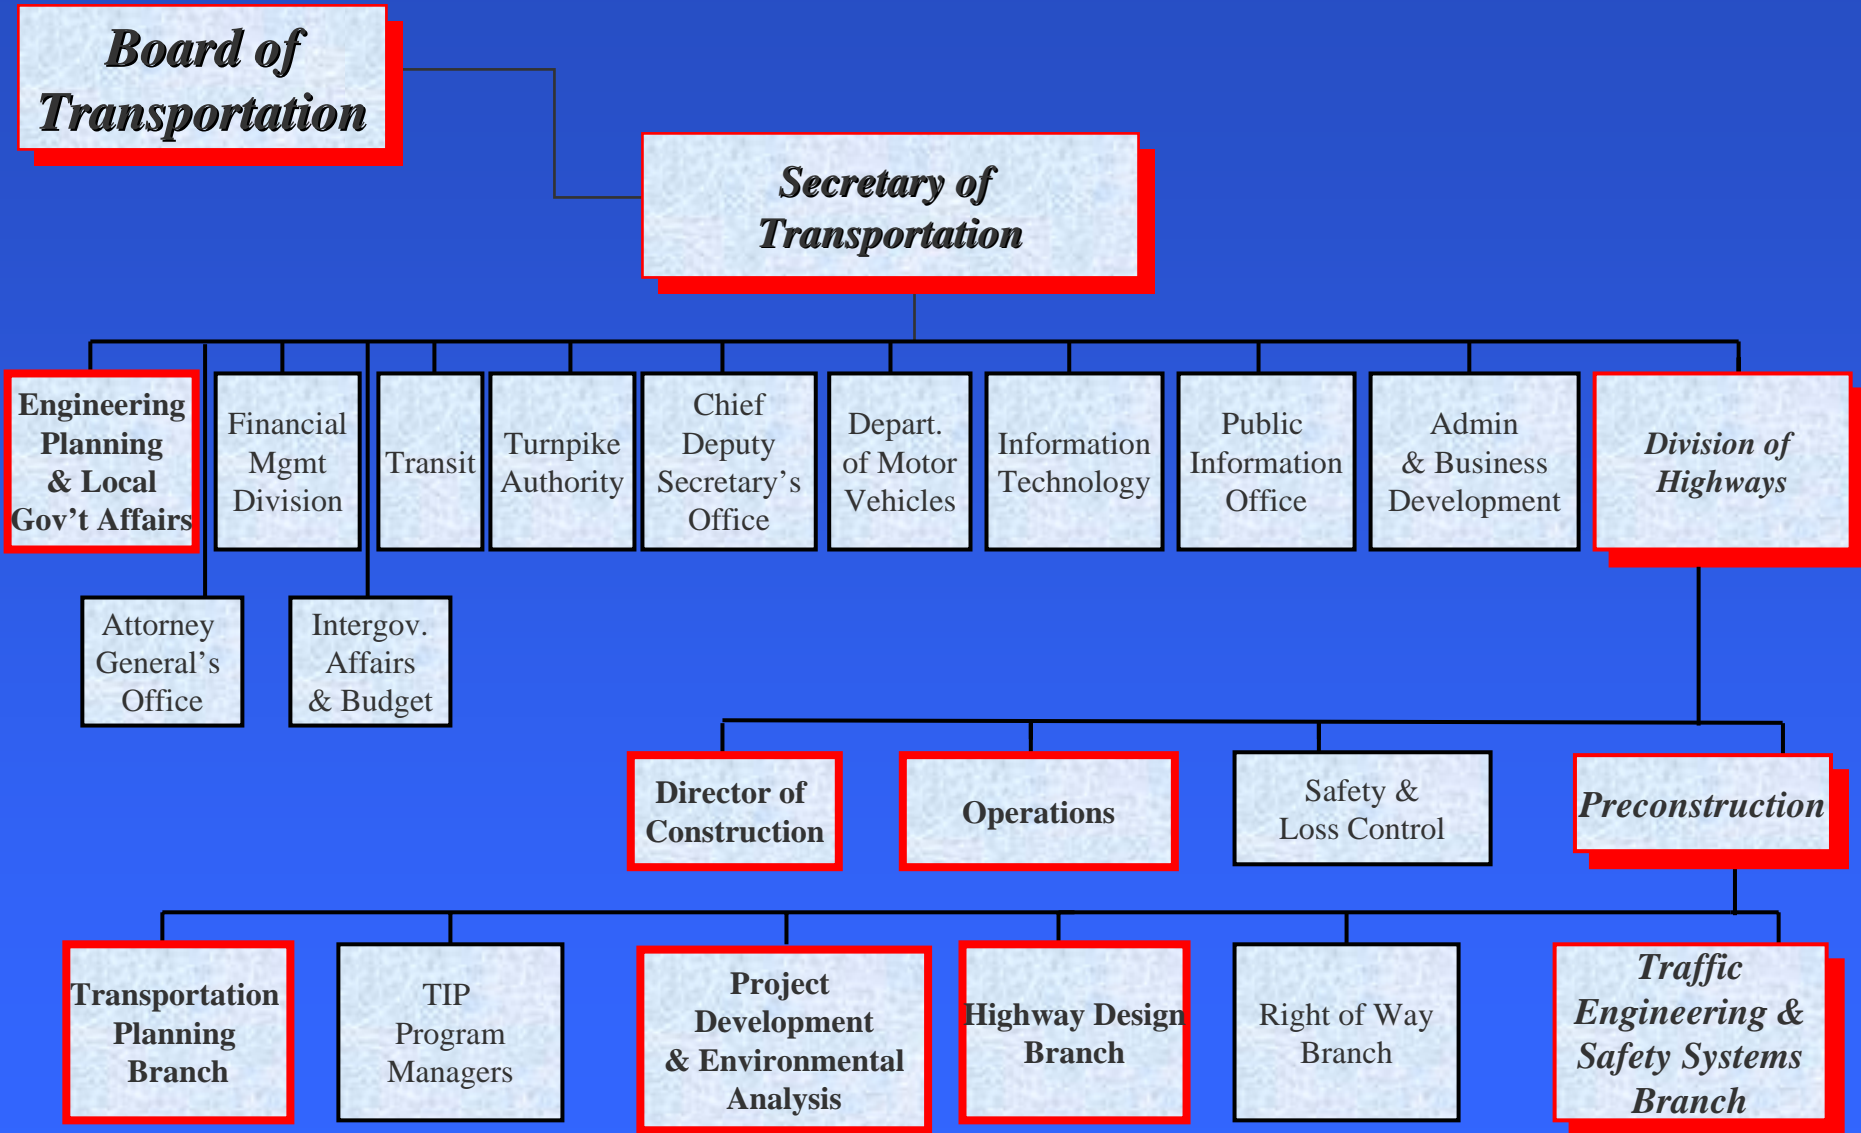 Board of
Transportation
Secretary of
Transportation
Engineering
Planning
& Local
Gov’t Affairs
Financial
Mgmt
Division
Transit
Turnpike
Authority
Chief
Deputy
Secretary’s
Office
Depart.
of Motor
Vehicles
Information
Technology
Public
Information
Office
Admin
& Business
Development
Division of
Highways
Attorney
General’s
Office
Intergov.
Affairs
& Budget
Director of
Construction
Operations
Safety &
Loss Control
Preconstruction
Transportation
Planning
Branch
TIP
Program
Managers
Project
Development
& Environmental
Analysis
Highway Design
Branch
Right of Way
Branch
Traffic
Engineering &
Safety Systems
Branch